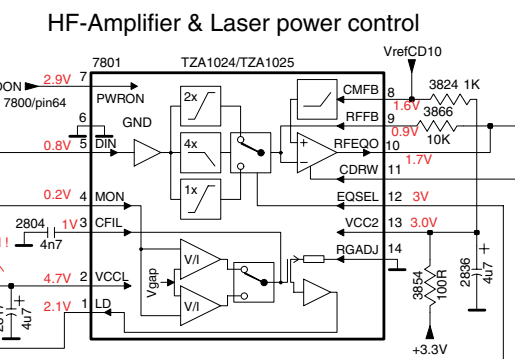 HF-Amplifier & Laser power control
7801 TZA1024/TZA1025 VrefCD10
2.9V 7 8 3824 1K
7800/pin64 PWRON 2x CMFB 1.6V 3866
6 GND RFFB 9 0.9V 10K
0.8V 5 DIN 4x RFEQO 10 1.7V
CDRW 11
0.2V 4 MON 1x EQSEL 12 3V
2804 1V 3 CFIL VCC2 13 3.0V
4n7 RGADJ 14
V/I Vgap 3854 100R 2836 4u7
4.7V 2 VCCL
2.1V 1 LD V/I
4u7 +3.3V